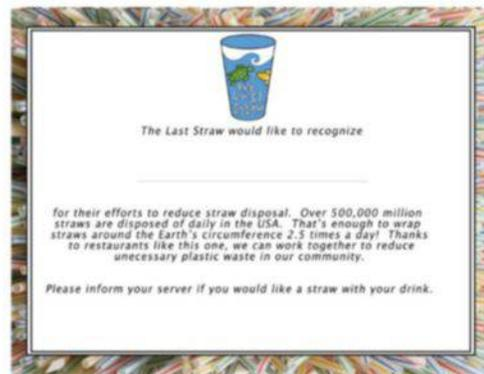 The Last Straw
The Last Straw would like to recognize
for their efforts to reduce straw disposal. Over 500,000 million
straws are disposed of daily in the USA. That's enough to wrap
straws around the Earth's circumference 2.5 times a day! Thanks
to restaurants like this one, we can work together to reduce
unecessary plastic waste in our community.
Please inform your server if you would like a straw with your drink.